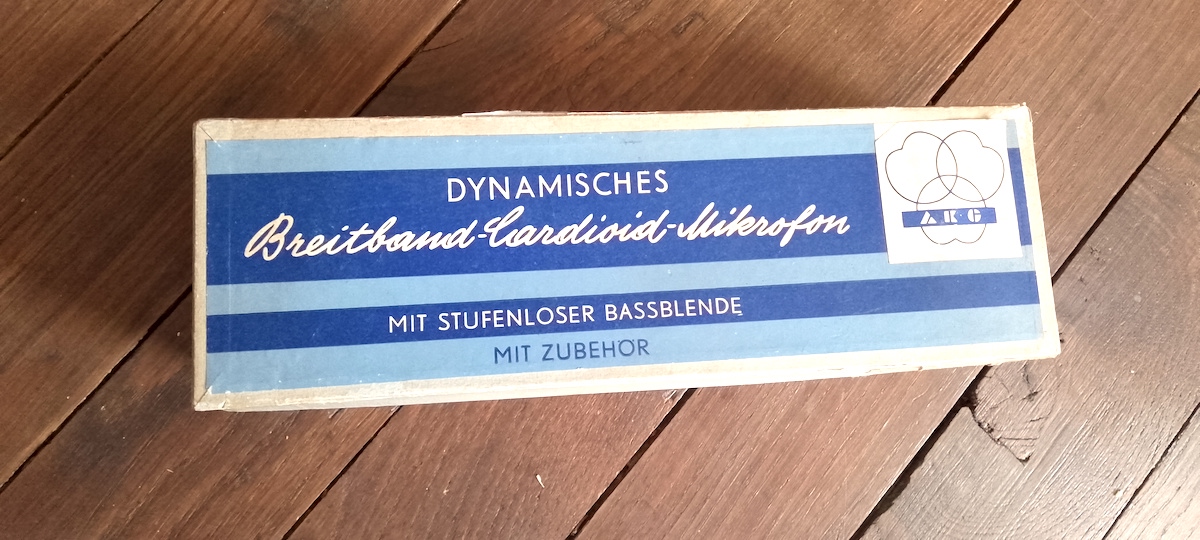 DYNAMISCHES
Breitband-Cardioid-Mikrofon
AKG
MIT STUFENLOSER BASSBLENDE
MIT ZUBEHÖR